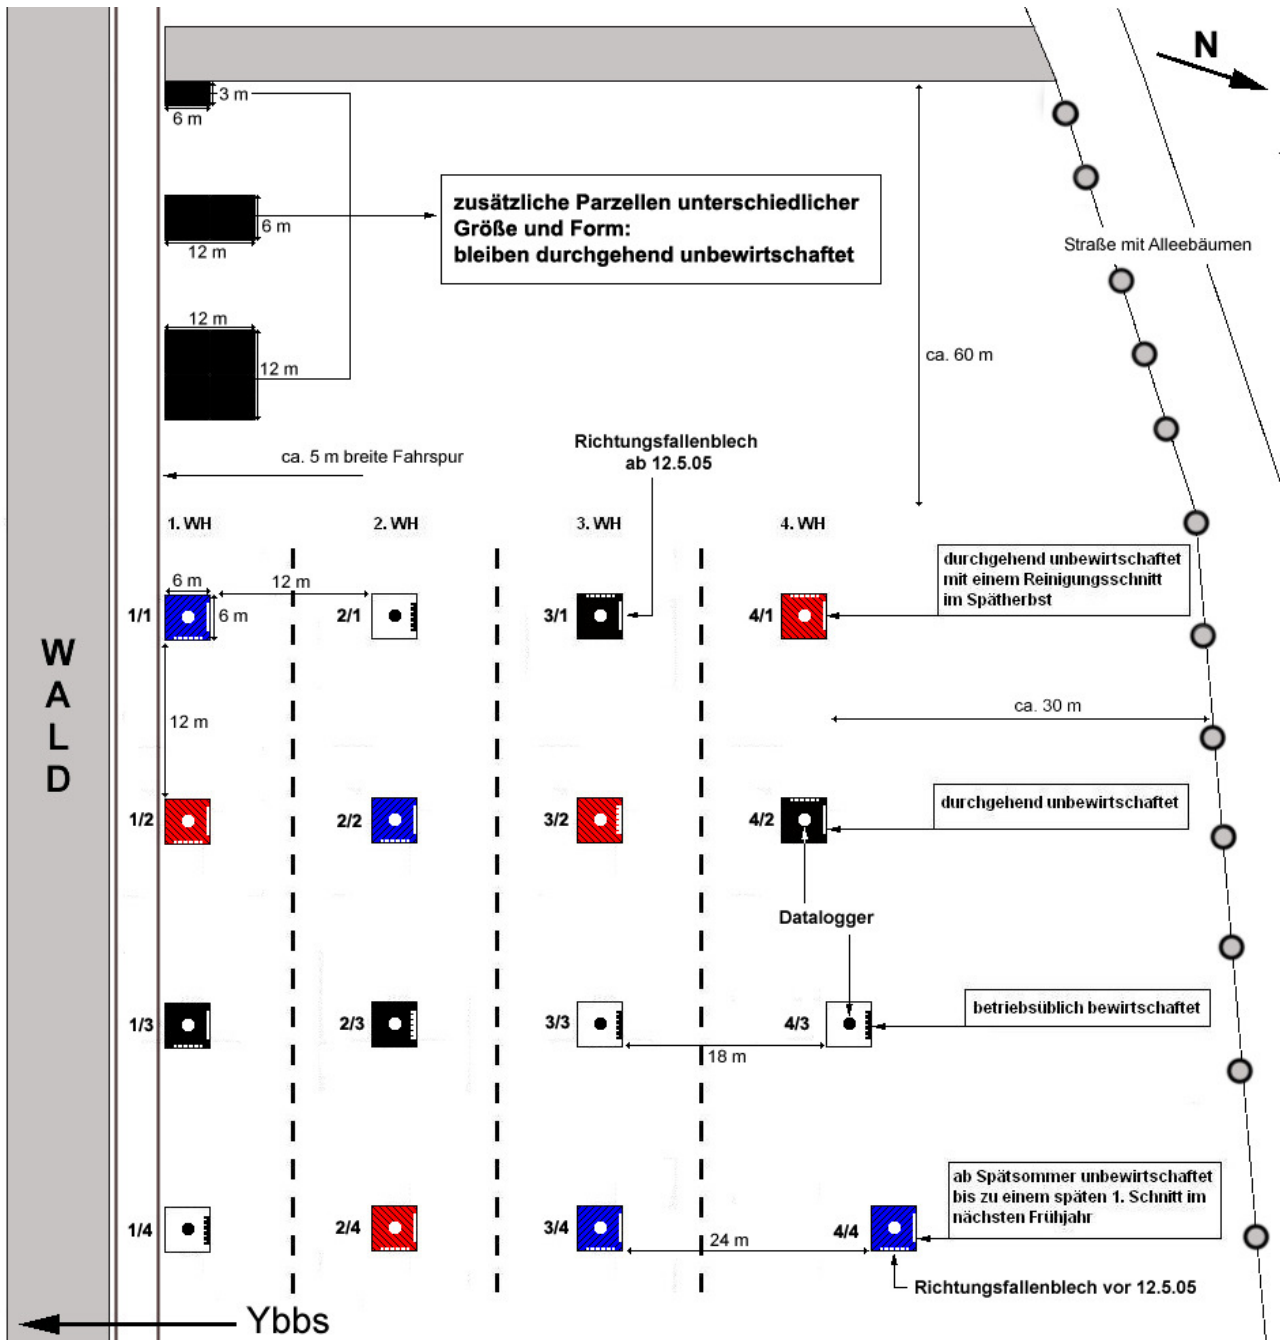 N
3 m
6 m
zusätzliche Parzellen unterschiedlicher
Größe und Form:
bleiben durchgehend unbewirtschaftet
6 m
12 m
Straße mit Alleebäumen
12 m
12 m
ca. 60 m
Richtungsfallenblech
ab 12.5.05
ca. 5 m breite Fahrspur
1. WH
2. WH
3. WH
4. WH
durchgehend unbewirtschaftet
mit einem Reinigungsschnitt
im Spätherbst
6 m
12 m
1/1
6 m
2/1
3/1
4/1
WALD
12 m
ca. 30 m
1/2
2/2
3/2
4/2
durchgehend unbewirtschaftet
Datalogger
1/3
2/3
3/3
4/3
betriebsüblich bewirtschaftet
18 m
ab Spätsommer unbewirtschaftet
bis zu einem späten 1. Schnitt im
nächsten Frühjahr
1/4
2/4
3/4
4/4
24 m
Richtungsfallenblech vor 12.5.05
Ybbs